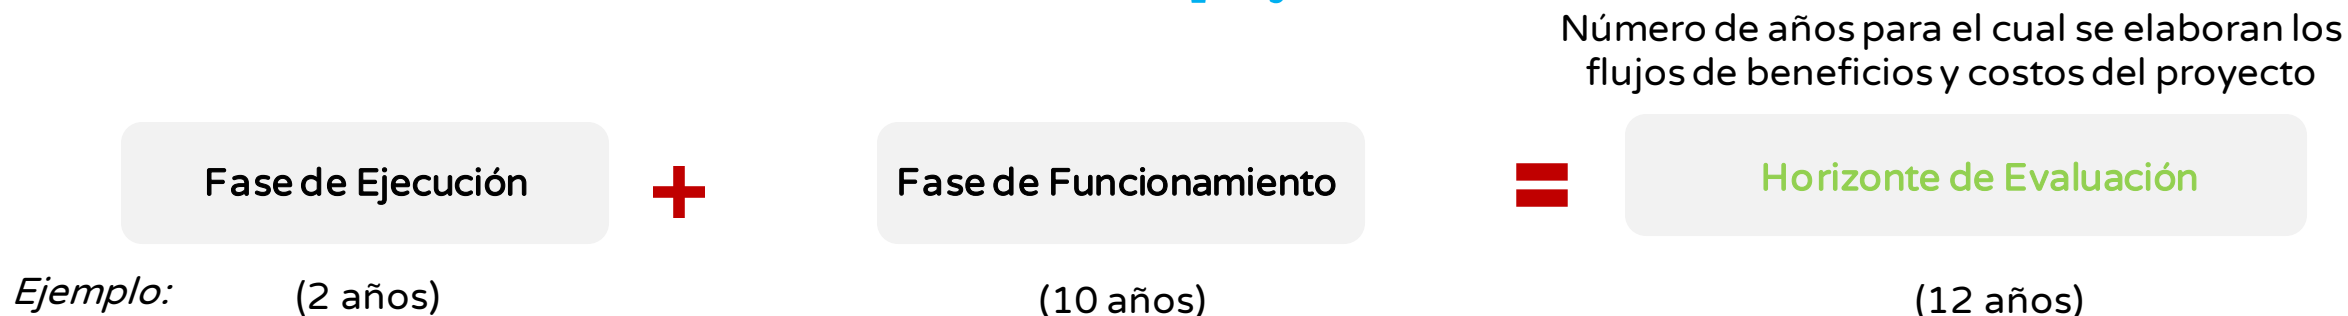 Número de años para el cual se elaboran los
flujos de beneficios y costos del proyecto
Fase de Ejecución + Fase de Funcionamiento = Horizonte de Evaluación
Ejemplo: (2 años) (10 años) (12 años)